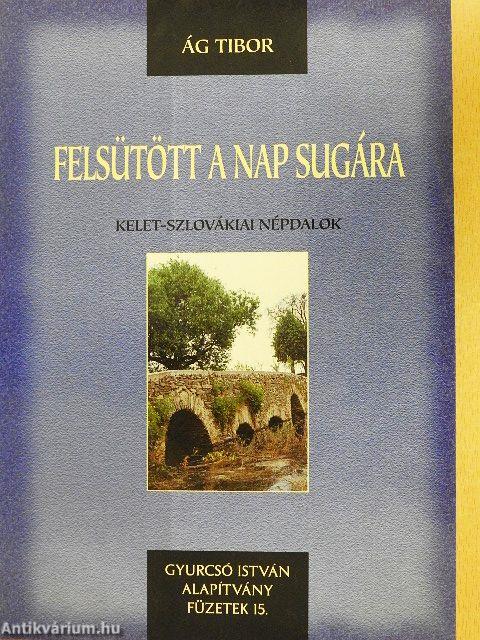 ÁG TIBOR
FELSÜTÖTT A NAP SUGÁRA
KELET-SZLOVÁKIAI NÉPDALOK
GYURCSÓ ISTVÁN
ALAPÍTVÁNY
FÜZETEK 15.
Antikvárium.hu